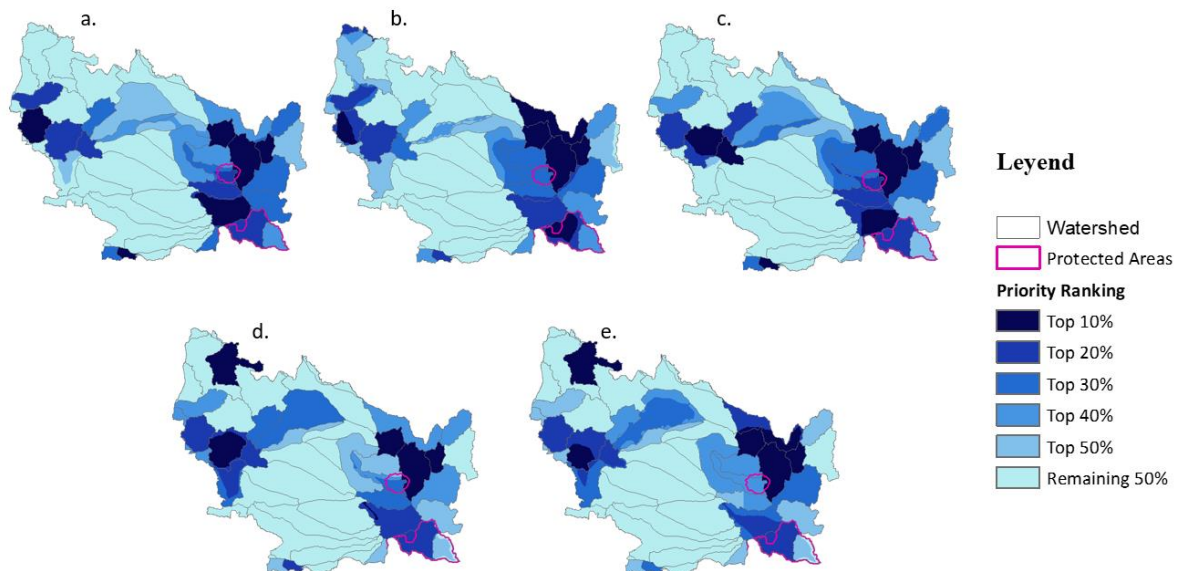 a.
b.
c.
Leyend
Watershed
Protected Areas
Priority Ranking
d.
e.
Top 10%
Top 20%
Top 30%
Top 40%
Top 50%
Remaining 50%